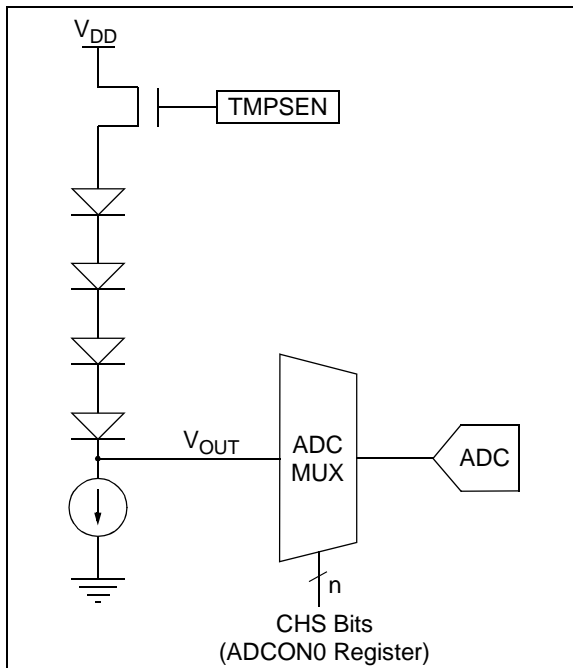 VDD
TMPSEN
VOUT
ADC
MUX
ADC
n
CHS Bits
(ADCON0 Register)